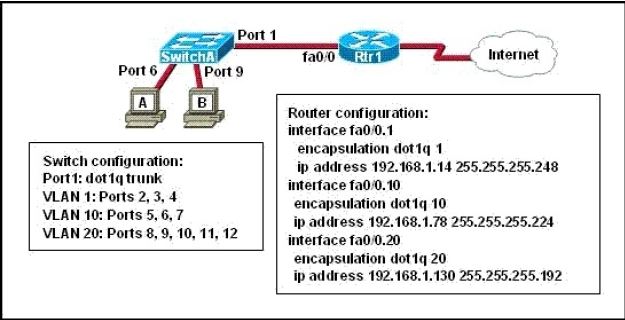 Port 1
SwitchA
fa0/0
Rtr1
Internet
Port 6
Port 9
A
B
Switch configuration:
Port1: dot1q trunk
VLAN 1: Ports 2, 3, 4
VLAN 10: Ports 5, 6, 7
VLAN 20: Ports 8, 9, 10, 11, 12
Router configuration:
interface fa0/0.1
encapsulation dot1q 1
ip address 192.168.1.14 255.255.255.248
interface fa0/0.10
encapsulation dot1q 10
ip address 192.168.1.78 255.255.255.224
interface fa0/0.20
encapsulation dot1q 20
ip address 192.168.1.130 255.255.255.192